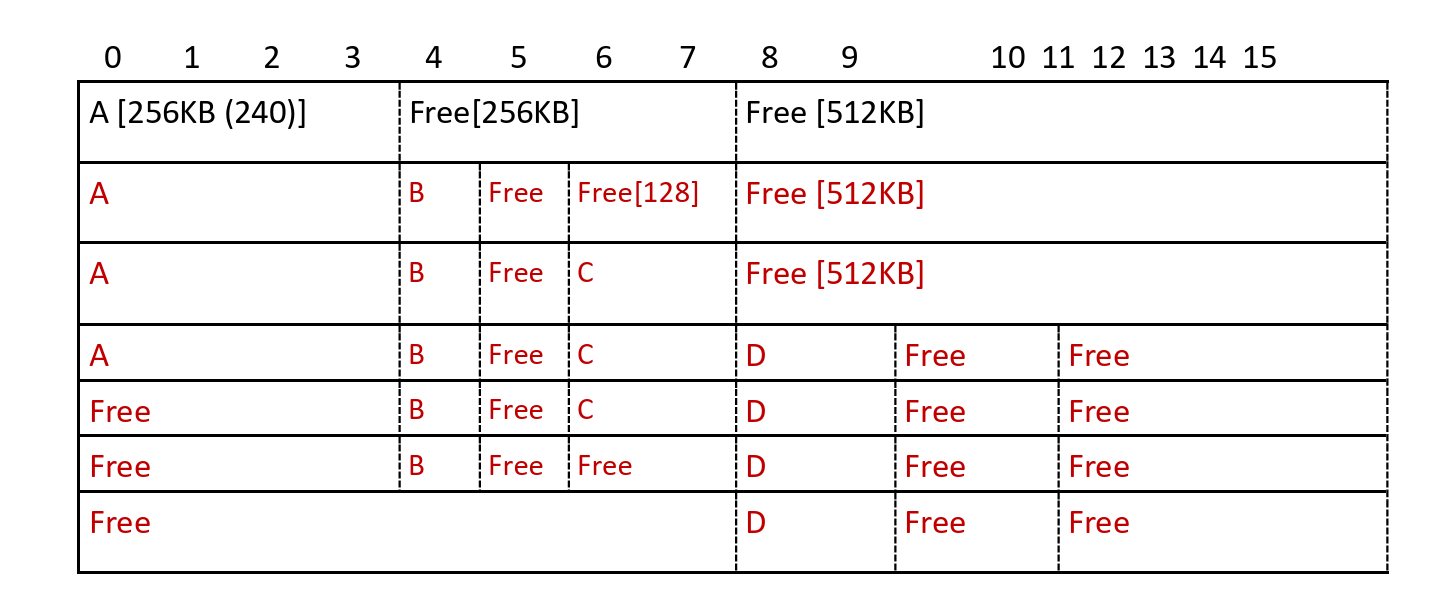 0 1 2 3 4 5 6 7 8 9 10 11 12 13 14 15
A [256KB (240)] Free[256KB] Free [512KB]
A B Free Free[128] Free [512KB]
A B Free C Free [512KB]
A B Free C D Free Free
Free B Free C D Free Free
Free B Free Free D Free Free
Free D Free Free